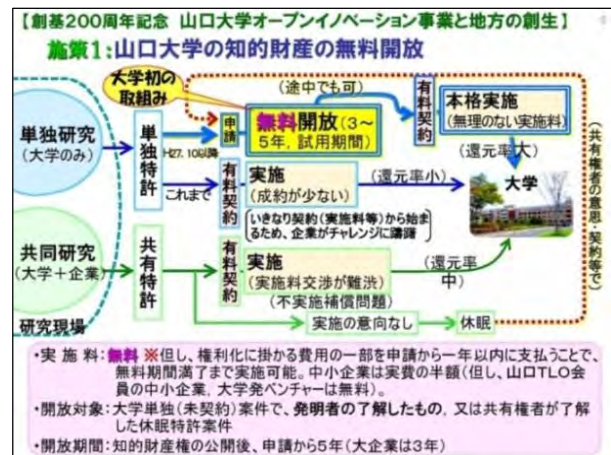 【創基200周年記念 山口大学オープンイノベーション事業と地方の創生】
施策1:山口大学の知的財産の無料開放
大学初の
取組み
(途中でも可)
単独研究
(大学のみ)
単独特許
H27.10以降
申請
無料開放(3~
5年,試用期間)
有料契約
本格実施
(無理のない実施料)
(還元率大)
これまで
有料契約
実施
(成約が少ない)
(還元率小)
大学
いきなり契約(実施料等)から始ま
るため、企業がチャレンジに躊躇
共同研究
(大学+企業)
共有特許
有料契約
実施
(実施料交渉が難渋)
(不実施補償問題)
(還元率
中)
実施の意向なし
休眠
研究現場
(共有権者の意思・契約等で)
・実施料:無料 ※但し、権利化に掛かる費用の一部を申請から一年以内に支払うことで、
無料期間満了まで実施可能。中小企業は実費の半額(但し、山口TLO会
員の中小企業,大学発ベンチャーは無料)。
・開放対象:大学単独(未契約)案件で、発明者の了解したもの,又は共有権者が了解
した休眠特許案件
・開放期間:知的財産権の公開後、申請から5年(大企業は3年)